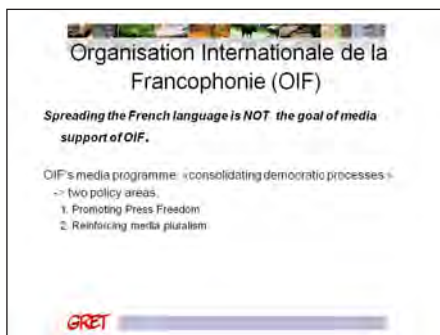 Organisation Internationale de la
Francophonie (OIF)
Spreading the French language is NOT the goal of media
support of OIF.
OIF's media programme: «consolidating democratic processes»
-> two policy areas:
1. Promoting Press Freedom
2. Reinforcing media pluralism
GRET